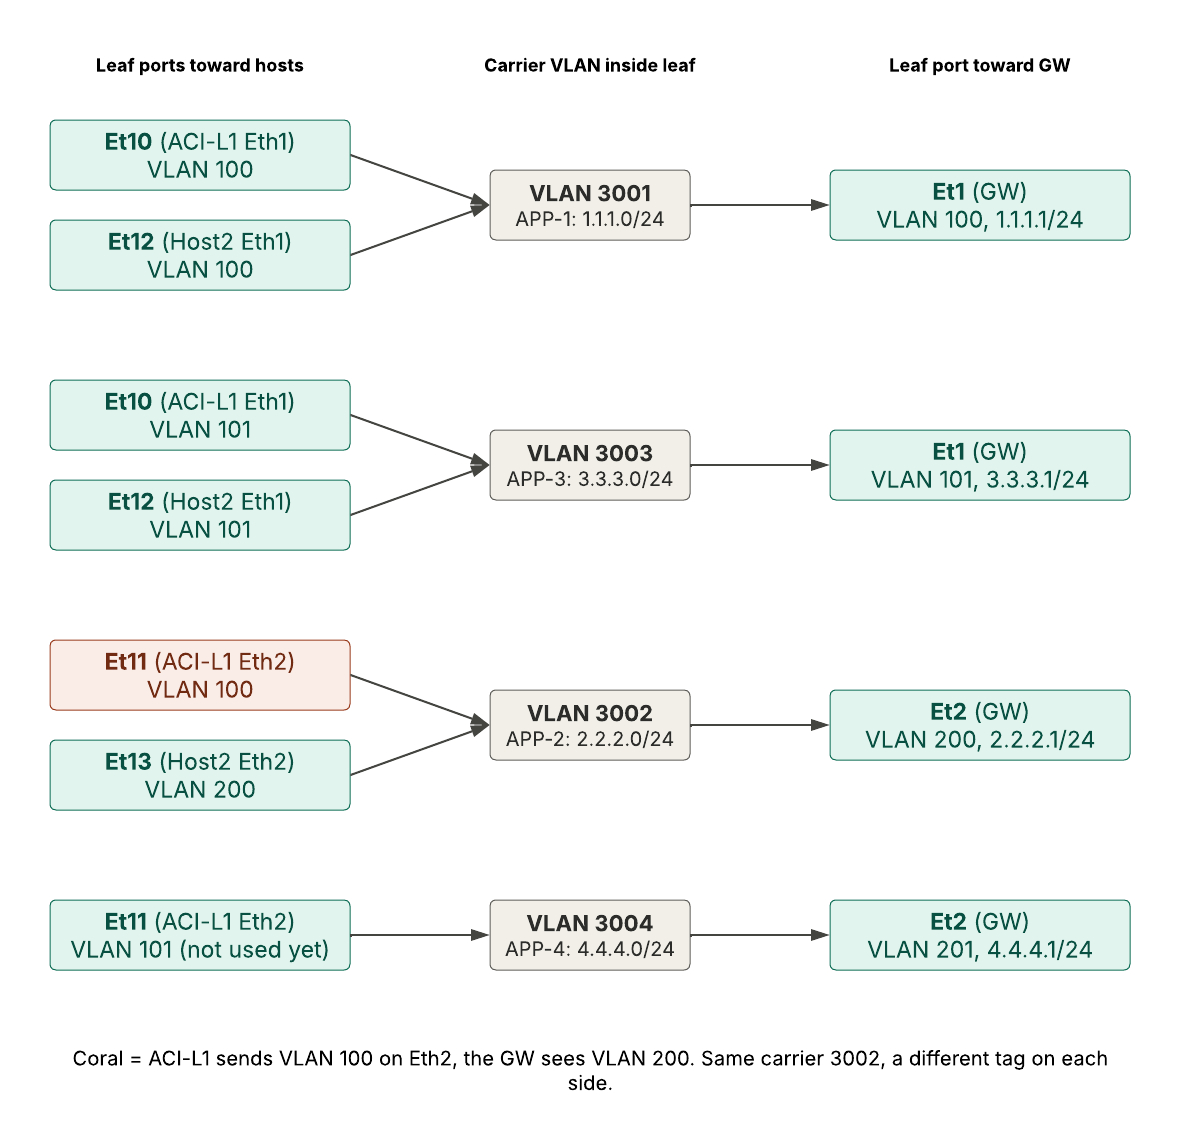 Leaf ports toward hosts
Carrier VLAN inside leaf
Leaf port toward GW
Et10 (ACI-L1 Eth1)
VLAN 100
Et12 (Host2 Eth1)
VLAN 100
VLAN 3001
APP-1: 1.1.1.0/24
Et1 (GW)
VLAN 100, 1.1.1.1/24
Et10 (ACI-L1 Eth1)
VLAN 101
Et12 (Host2 Eth1)
VLAN 101
VLAN 3003
APP-3: 3.3.3.0/24
Et1 (GW)
VLAN 101, 3.3.3.1/24
Et11 (ACI-L1 Eth2)
VLAN 100
Et13 (Host2 Eth2)
VLAN 200
VLAN 3002
APP-2: 2.2.2.0/24
Et2 (GW)
VLAN 200, 2.2.2.1/24
Et11 (ACI-L1 Eth2)
VLAN 101 (not used yet)
VLAN 3004
APP-4: 4.4.4.0/24
Et2 (GW)
VLAN 201, 4.4.4.1/24
Coral = ACI-L1 sends VLAN 100 on Eth2, the GW sees VLAN 200. Same carrier 3002, a different tag on each
side.